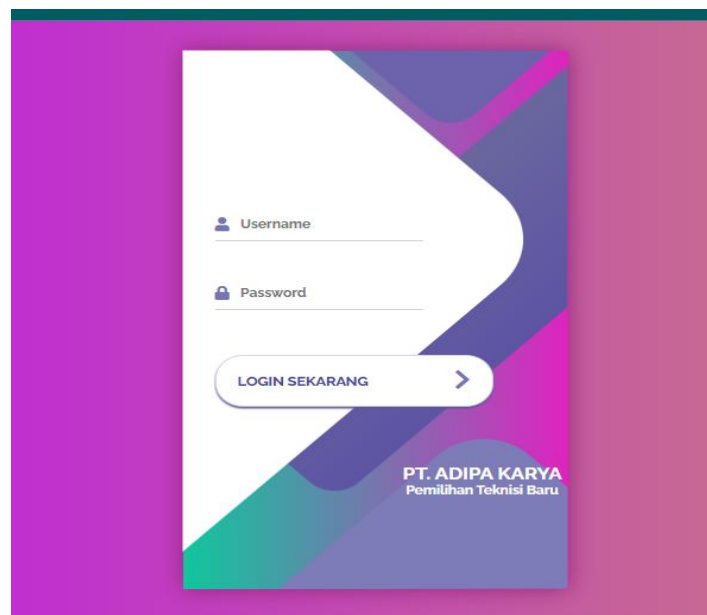 Username
Password
LOGIN SEKARANG
PT. ADIPA KARYA
Pemilihan Teknisi Baru